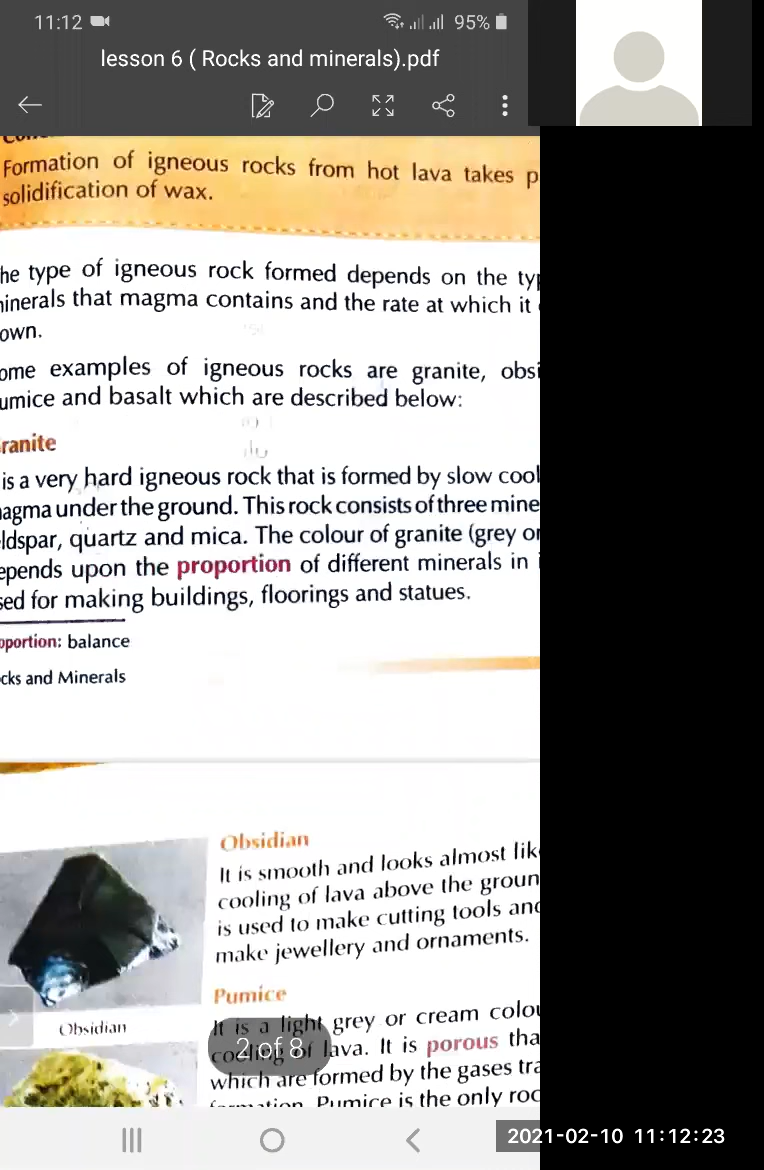 11:12 95%
lesson 6 ( Rocks and minerals).pdf
Formation of igneous rocks from hot lava takes p
solidification of wax.
he type of igneous rock formed depends on the typ
inerals that magma contains and the rate at which it
own.
ome examples of igneous rocks are granite, obsi
umice and basalt which are described below:
ranite
is a very hard igneous rock that is formed by slow cool
agma under the ground. This rock consists of three mine
ldspar, quartz and mica. The colour of granite (grey or
epends upon the proportion of different minerals in i
sed for making buildings, floorings and statues.
oportion: balance
cks and Minerals
Obsidian
It is smooth and looks almost lik
cooling of lava above the groun
is used to make cutting tools and
make jewellery and ornaments.
Pumice
Obsidian
It is a light grey or cream colou
cooling of lava. It is porous tha
2 of 8
which are formed by the gases tra
Pumice is the only roc
2021-02-10 11:12:23